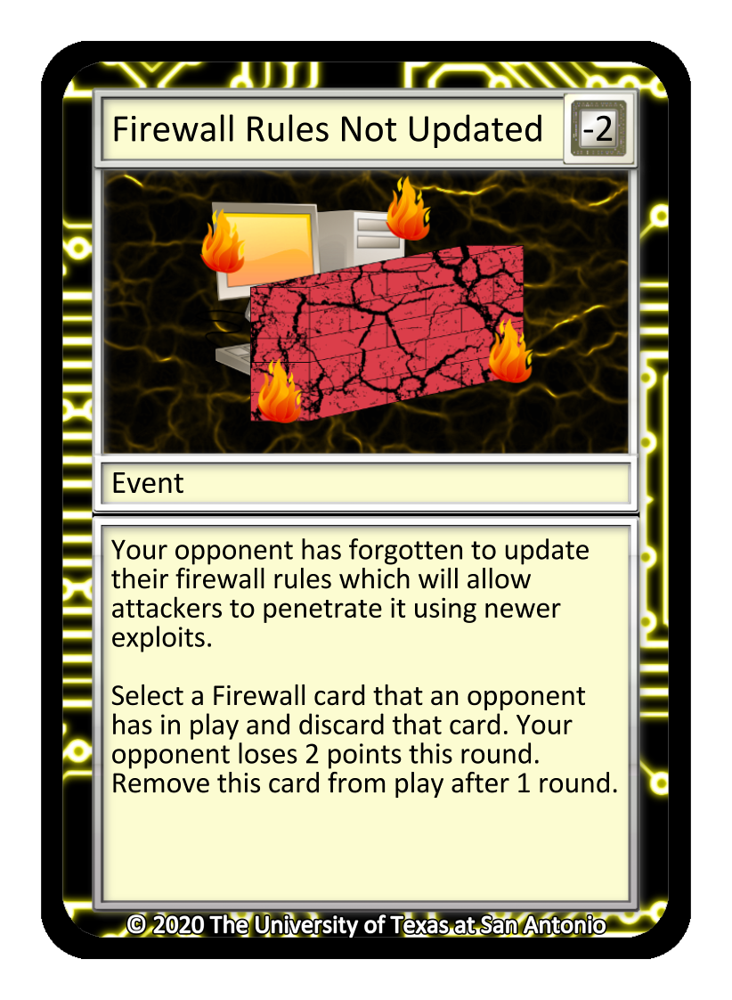 Firewall Rules Not Updated
-2
Event
Your opponent has forgotten to update
their firewall rules which will allow
attackers to penetrate it using newer
exploits.
Select a Firewall card that an opponent
has in play and discard that card. Your
opponent loses 2 points this round.
Remove this card from play after 1 round.
© 2020 The University of Texas at San Antonio